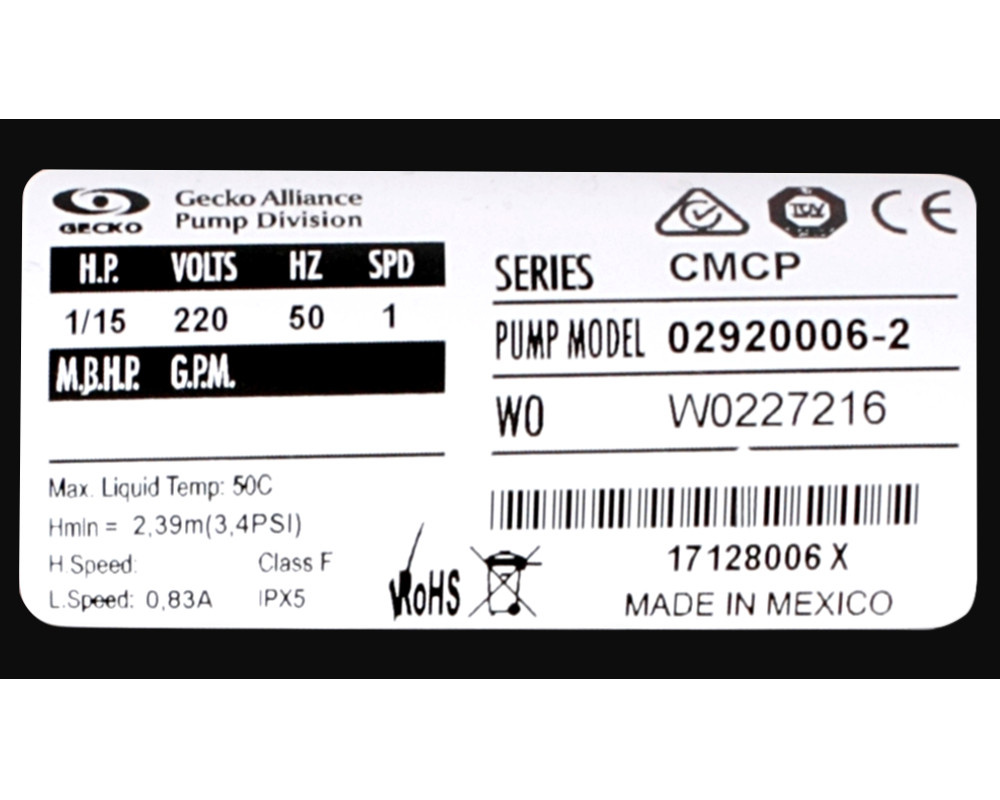 GECKO
Gecko Alliance
Pump Division
TÜV
CE
H.P. VOLTS HZ SPD
1/15 220 50 1
M.B.H.P. G.P.M.
Max. Liquid Temp: 50C
Hmin = 2,39m(3,4PSI)
H.Speed: Class F
L.Speed: 0,83A IPX5
RoHS
SERIES CMCP
PUMP MODEL 02920006-2
WO W0227216
17128006 X
MADE IN MEXICO